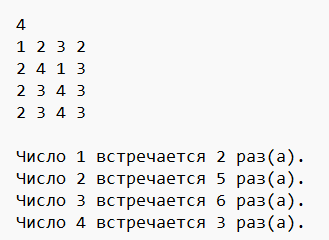 4
1 2 3 2
2 4 1 3
2 3 4 3
2 3 4 3
Число 1 встречается 2 раз(а).
Число 2 встречается 5 раз(а).
Число 3 встречается 6 раз(а).
Число 4 встречается 3 раз(а).